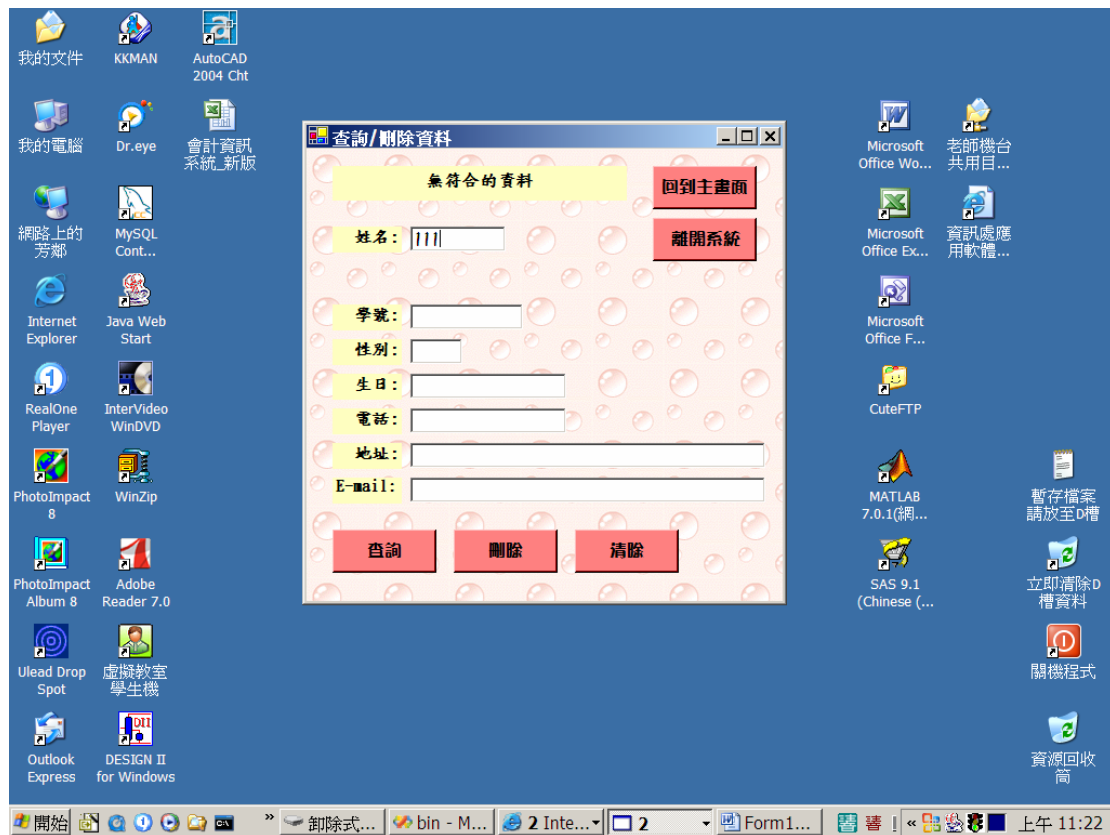 我的文件
KKMAN
AutoCAD
2004 Cht
我的電腦
Dr.eye
會計資訊
系統_新版
網路上的
芳鄰
MySQL
Cont...
Internet
Explorer
Java Web
Start
RealOne
Player
InterVideo
WinDVD
PhotoImpact
8
WinZip
PhotoImpact
Album 8
Adobe
Reader 7.0
Ulead Drop
Spot
虛擬教室
學生機
Outlook
Express
DESIGN II
for Windows
查詢/刪除資料
無符合的資料
回到主畫面
姓名:
111
離開系統
學號:
性別:
生日:
電話:
地址:
E-mail:
查詢
刪除
清除
Microsoft
Office Wo...
老師機台
共用目...
Microsoft
Office Ex...
資訊處應
用軟體...
Microsoft
Office F...
CuteFTP
MATLAB
7.0.1(網...
暫存檔案
請放至D槽
SAS 9.1
(Chinese (...
立即清除D
槽資料
關機程式
資源回收
筒
開始
»
卸除式...
bin - M...
2 Inte...
2
Form1...
«
上午 11:22